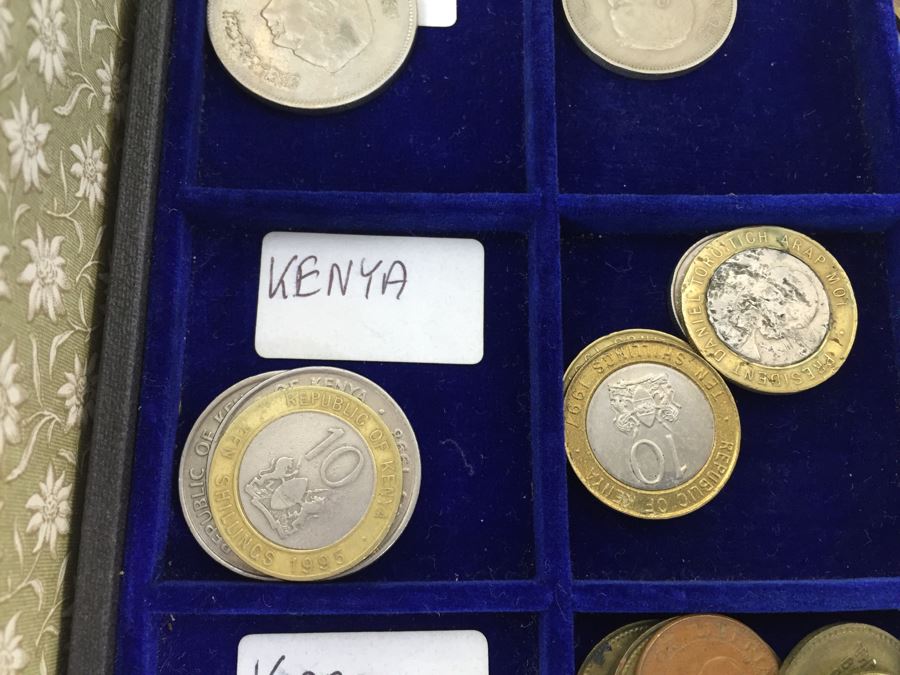 KENYA
REPUBLIC OF KENYA
TEN SHILLINGS 1995
10
REPUBLIC OF KENYA
PRESIDENT DANIEL TOROITICH ARAP MOI
TEN SHILLINGS 1997
10
REPUBLIC OF KENYA